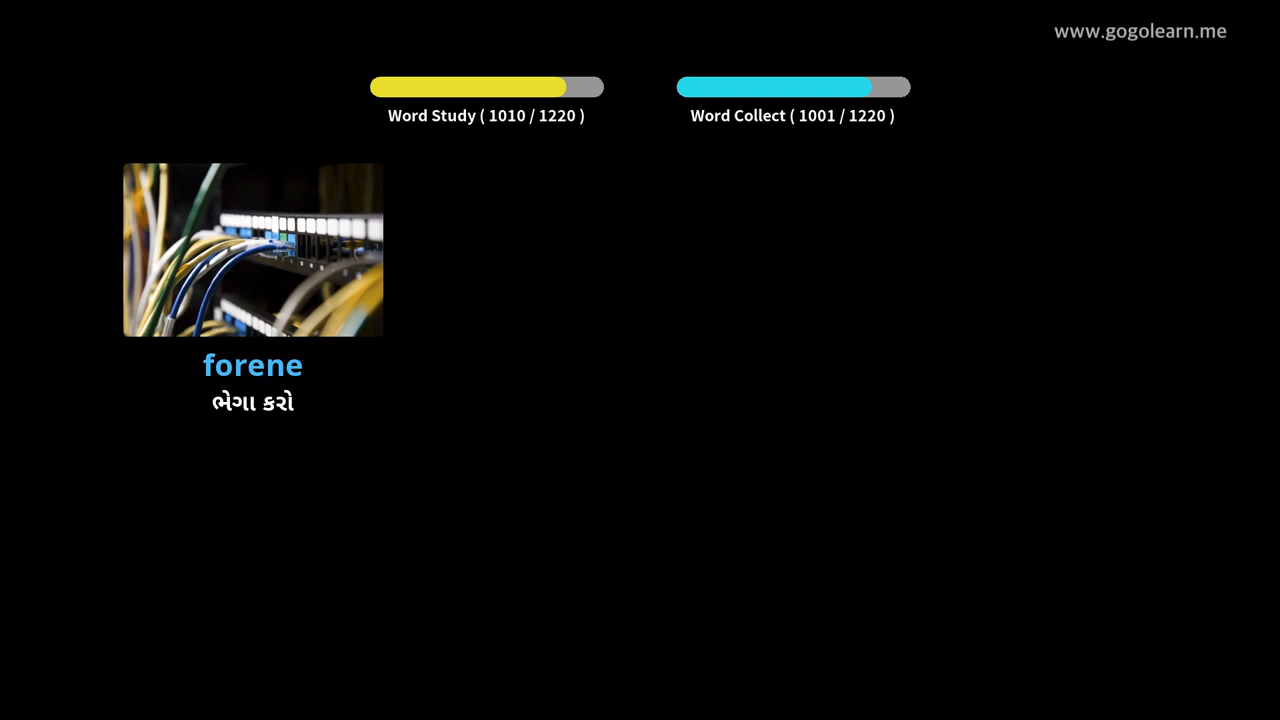 www.gogolearn.me
Word Study ( 1010 / 1220 )
Word Collect ( 1001 / 1220 )
forene
ભેગા કરો